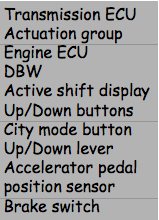 Transmission ECU
Actuation group
Engine ECU
DBW
Active shift display
Up/Down buttons
City mode button
Up/Down lever
Accelerator pedal
position sensor
Brake switch